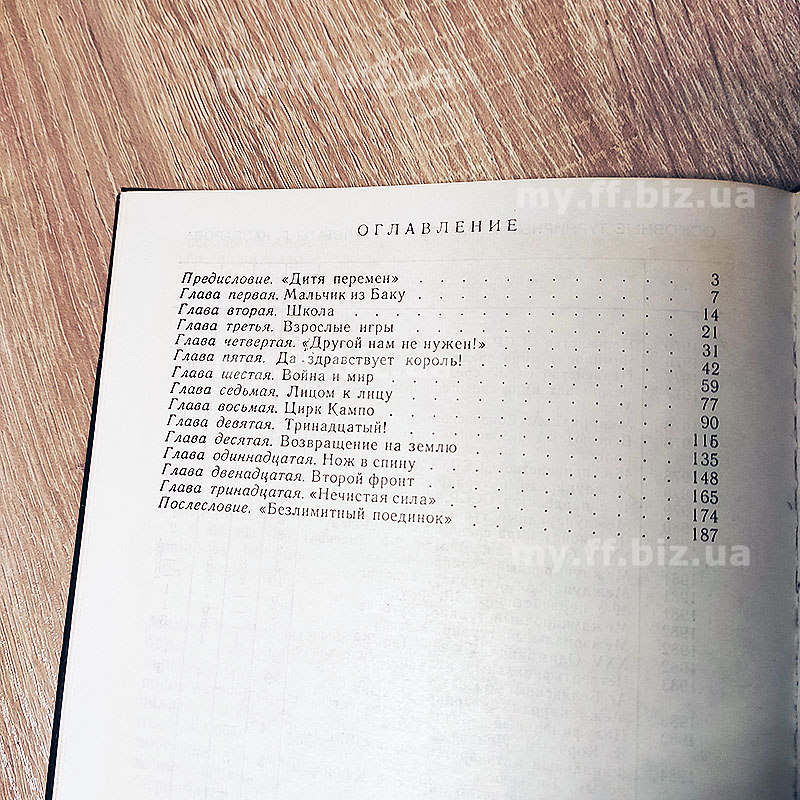 my.ff.biz.ua
ОГЛАВЛЕНИЕ
Предисловие. «Дитя перемен» . . . . . . . . . . 3
Глава первая. Мальчик из Баку . . . . . . . . . . 7
Глава вторая. Школа . . . . . . . . . . 14
Глава третья. Взрослые игры . . . . . . . . . . 21
Глава четвертая. «Другой нам не нужен!» . . . . . . . . . . 31
Глава пятая. Да здравствует король! . . . . . . . . . . 42
Глава шестая. Война и мир . . . . . . . . . . 59
Глава седьмая. Лицом к лицу . . . . . . . . . . 77
Глава восьмая. Цирк Кампо . . . . . . . . . . 90
Глава девятая. Тринадцатый! . . . . . . . . . . 115
Глава десятая. Возвращение на землю . . . . . . . . . . 135
Глава одиннадцатая. Нож в спину . . . . . . . . . . 148
Глава двенадцатая. Второй фронт . . . . . . . . . . 165
Глава тринадцатая. «Нечистая сила» . . . . . . . . . . 174
Послесловие. «Безлимитный поединок» . . . . . . . . . . 187
my.ff.biz.ua